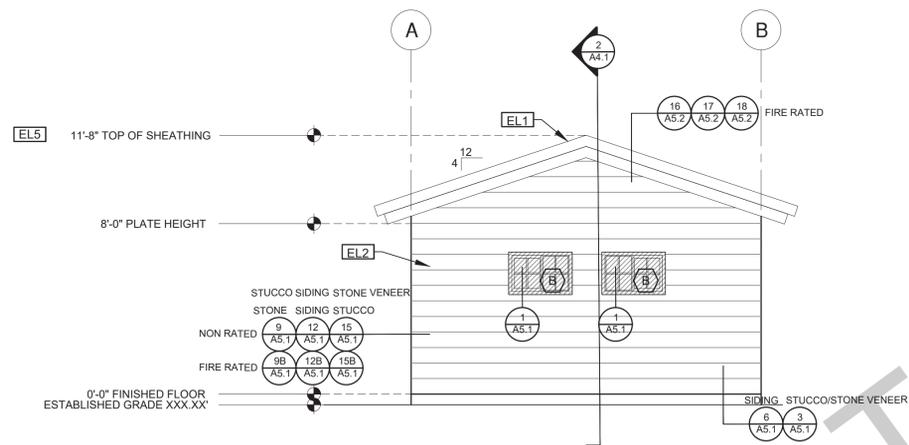 A B
2
A4.1
16 17 18 FIRE RATED
A5.2 A5.2 A5.2
EL1
EL5 11'-8" TOP OF SHEATHING
12
4
8'-0" PLATE HEIGHT
EL2
B B
STUCCO SIDING STONE VENEER
STONE SIDING STUCCO
1 1
A5.1 A5.1
NON RATED 9 12 15
A5.1 A5.1 A5.1
FIRE RATED 9B 12B 15B
A5.1 A5.1 A5.1
0'-0" FINISHED FLOOR
ESTABLISHED GRADE XXX.XX'
SIDING STUCCO/STONE VENEER
6 3
A5.1 A5.1
T